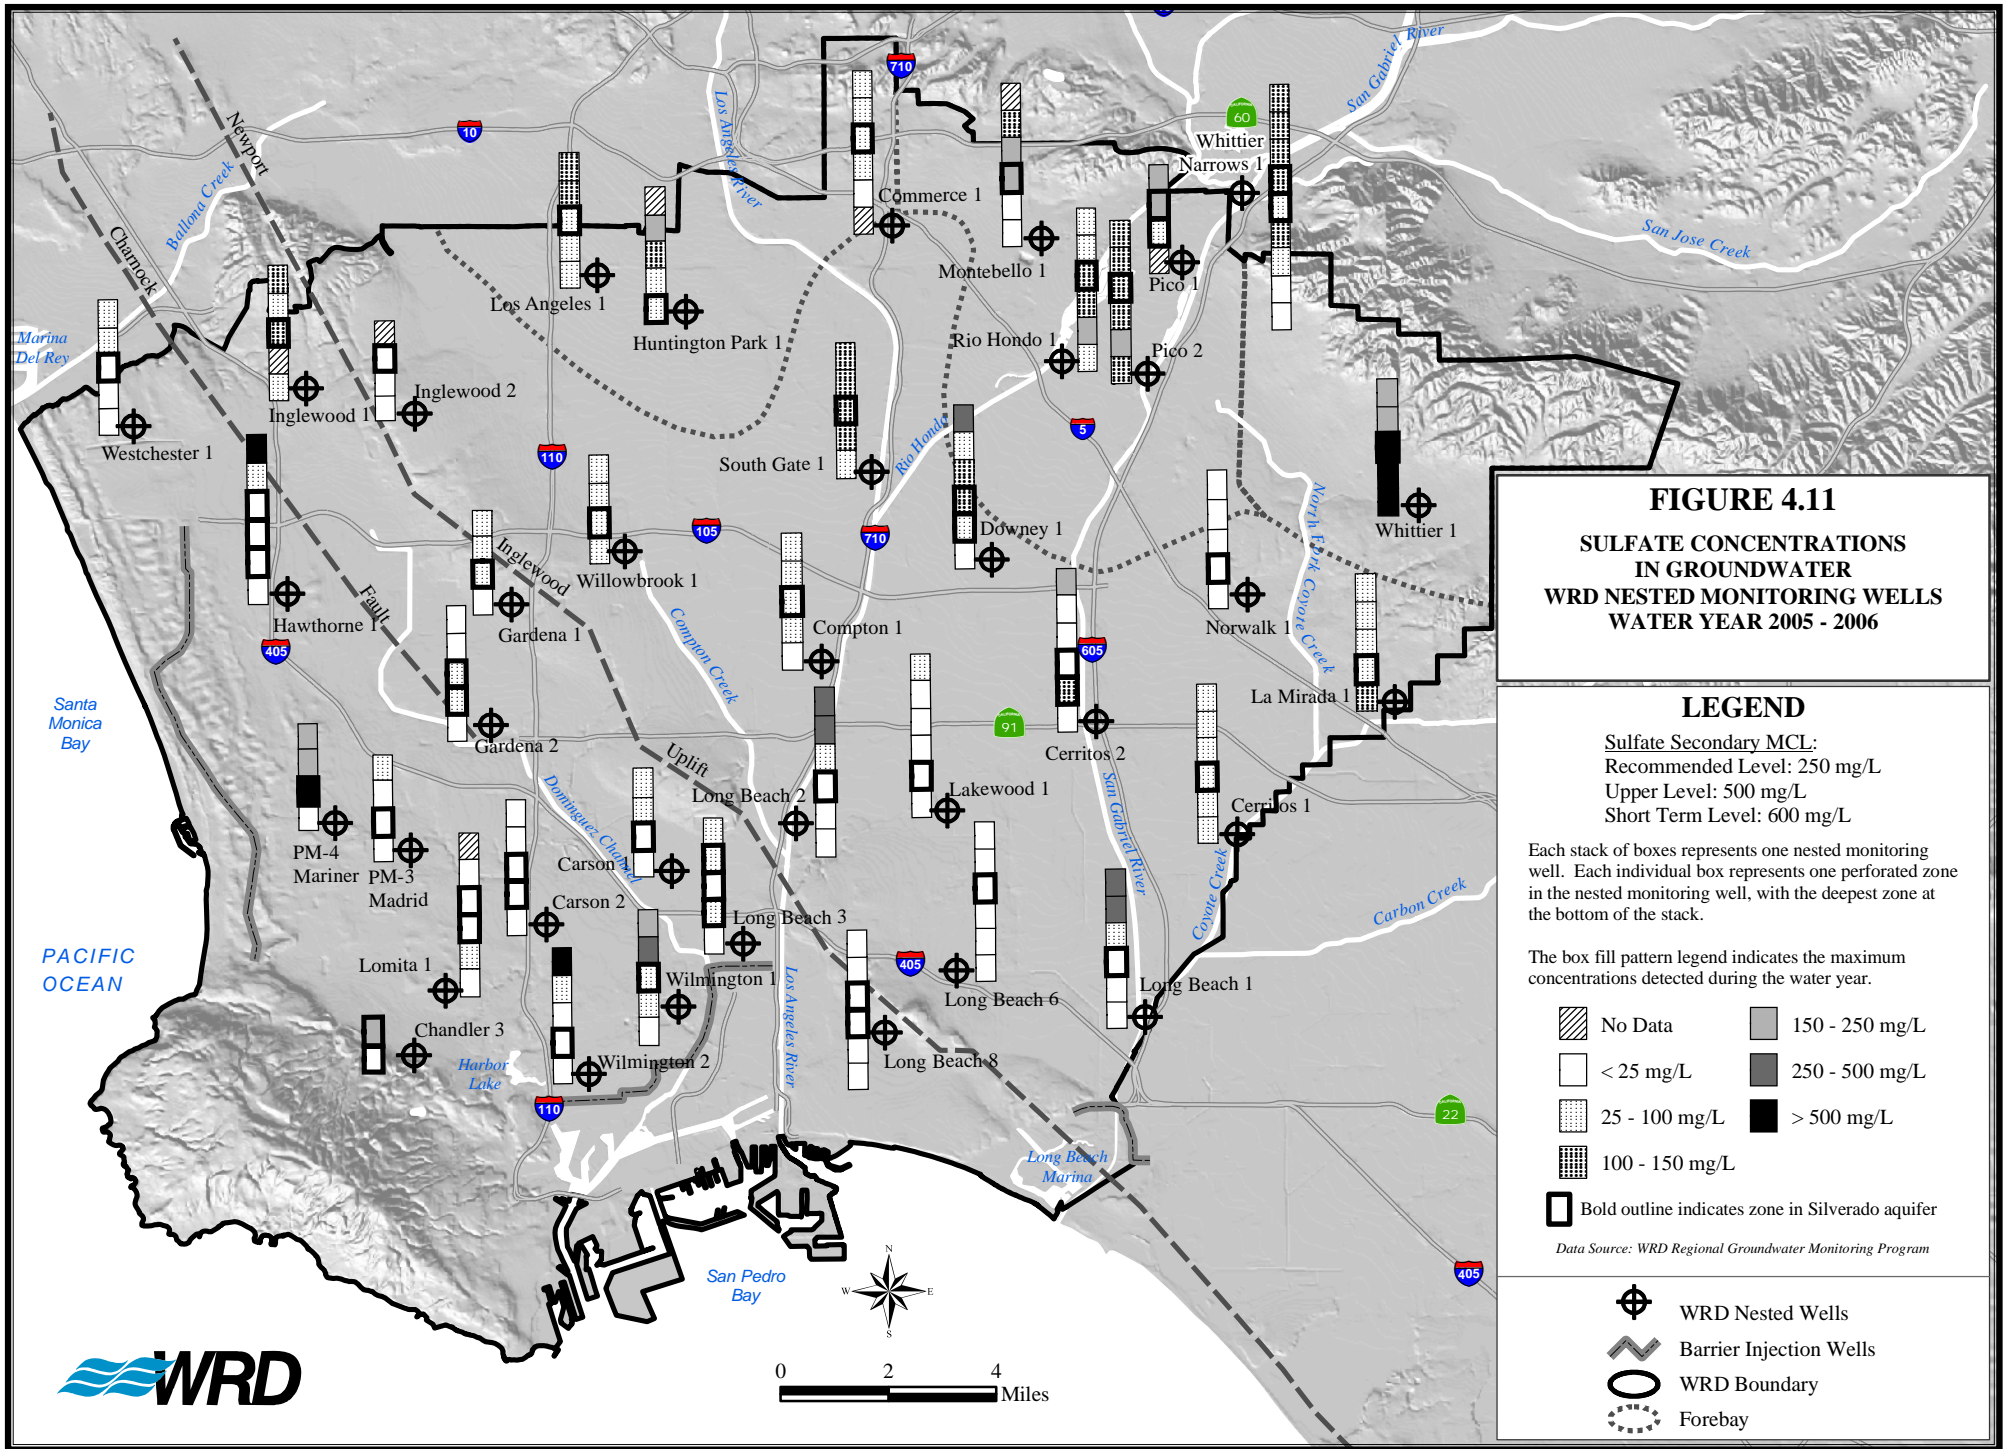 710
San Gabriel River
60
Whittier
Narrows 1
Los Angeles River
10
Newport
Ballona Creek
Charnock
Commerce 1
Montebello 1
Pico 1
San Jose Creek
Los Angeles 1
Huntington Park 1
Rio Hondo 1
Pico 2
Marina
Del Rey
Inglewood 1
Inglewood 2
Westchester 1
110
South Gate 1
Rio Hondo
5
North Fork Coyote Creek
Whittier 1
105
710
Downey 1
Inglewood
Willowbrook 1
Fault
Hawthorne 1
Gardena 1
Compton Creek
Compton 1
Norwalk 1
405
605
La Mirada 1
Santa
Monica
Bay
Gardena 2
91
Cerritos 2
Uplift
Dominguez Channel
Long Beach 2
Lakewood 1
San Gabriel River
Cerritos 1
PM-4
Mariner
PM-3
Madrid
Carson 1
Carson 2
Long Beach 3
Coyote Creek
Carbon Creek
PACIFIC
OCEAN
Lomita 1
Wilmington 1
405
Los Angeles River
Long Beach 6
Long Beach 1
Chandler 3
Harbor
Lake
Wilmington 2
Long Beach 8
110
22
Long Beach
Marina
San Pedro
Bay
N
W
E
S
405
WRD
0
2
4
Miles
FIGURE 4.11
SULFATE CONCENTRATIONS
IN GROUNDWATER
WRD NESTED MONITORING WELLS
WATER YEAR 2005 - 2006
LEGEND
Sulfate Secondary MCL:
Recommended Level: 250 mg/L
Upper Level: 500 mg/L
Short Term Level: 600 mg/L
Each stack of boxes represents one nested monitoring
well. Each individual box represents one perforated zone
in the nested monitoring well, with the deepest zone at
the bottom of the stack.
The box fill pattern legend indicates the maximum
concentrations detected during the water year.
No Data
150 - 250 mg/L
< 25 mg/L
250 - 500 mg/L
25 - 100 mg/L
> 500 mg/L
100 - 150 mg/L
Bold outline indicates zone in Silverado aquifer
Data Source: WRD Regional Groundwater Monitoring Program
WRD Nested Wells
Barrier Injection Wells
WRD Boundary
Forebay